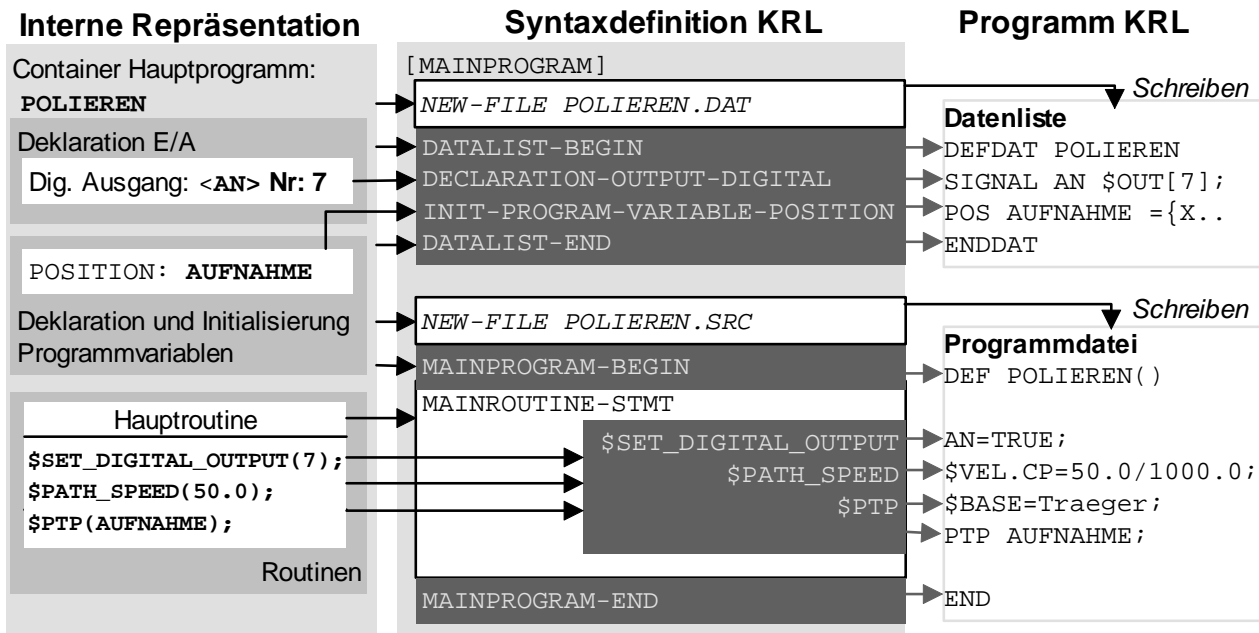 Interne Repräsentation
Container Hauptprogramm:
POLIEREN
Deklaration E/A
Dig. Ausgang: <AN> Nr: 7
POSITION: AUFNAHME
Deklaration und Initialisierung
Programmvariablen
Hauptroutine
$SET_DIGITAL_OUTPUT(7);
$PATH_SPEED(50.0);
$PTP(AUFNAHME);
Routinen
Syntaxdefinition KRL
[MAINPROGRAM]
NEW-FILE POLIEREN.DAT
DATALIST-BEGIN
DECLARATION-OUTPUT-DIGITAL
INIT-PROGRAM-VARIABLE-POSITION
DATALIST-END
NEW-FILE POLIEREN.SRC
MAINPROGRAM-BEGIN
MAINROUTINE-STMT
$SET_DIGITAL_OUTPUT
$PATH_SPEED
$PTP
MAINPROGRAM-END
Programm KRL
Schreiben
Datenliste
DEFDAT POLIEREN
SIGNAL AN $OUT[7];
POS AUFNAHME ={X..
ENDDAT
Schreiben
Programmdatei
DEF POLIEREN()
AN=TRUE;
$VEL.CP=50.0/1000.0;
$BASE=Traeger;
PTP AUFNAHME;
END